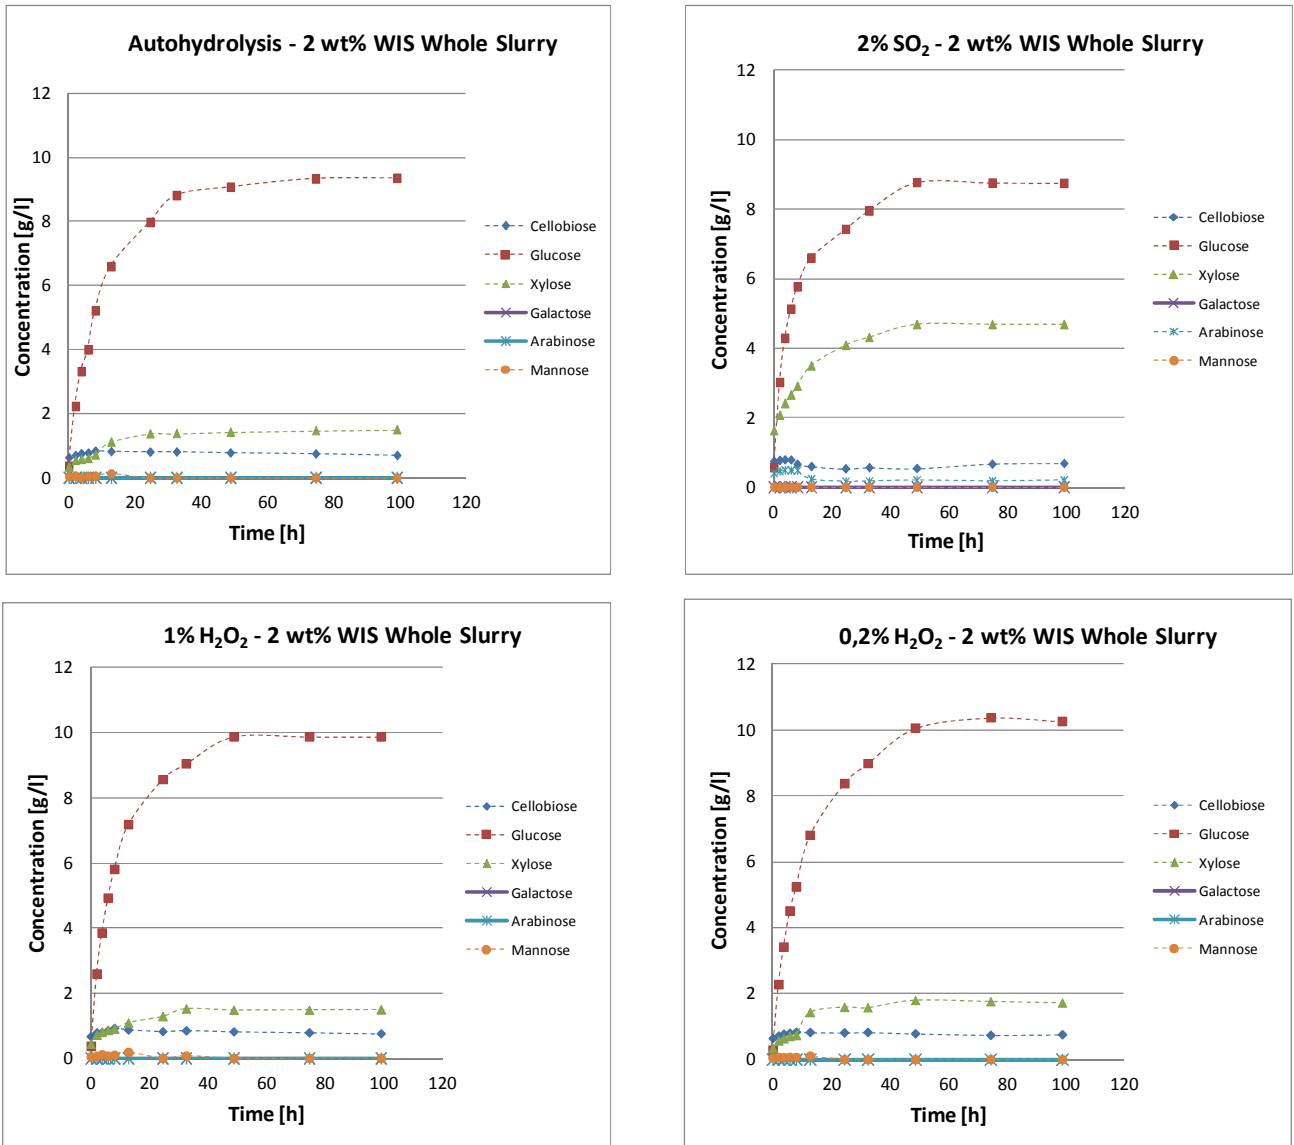 Autohydrolysis - 2 wt% WIS Whole Slurry
Concentration [g/l]
12
10
8
6
4
2
0
0 20 40 60 80 100 120
Time [h]
Cellobiose
Glucose
Xylose
Galactose
Arabinose
Mannose
2% SO₂ - 2 wt% WIS Whole Slurry
Concentration [g/l]
12
10
8
6
4
2
0
0 20 40 60 80 100 120
Time [h]
Cellobiose
Glucose
Xylose
Galactose
Arabinose
Mannose
1% H₂O₂ - 2 wt% WIS Whole Slurry
Concentration [g/l]
12
10
8
6
4
2
0
0 20 40 60 80 100 120
Time [h]
Cellobiose
Glucose
Xylose
Galactose
Arabinose
Mannose
0,2% H₂O₂ - 2 wt% WIS Whole Slurry
Concentration [g/l]
12
10
8
6
4
2
0
0 20 40 60 80 100 120
Time [h]
Cellobiose
Glucose
Xylose
Galactose
Arabinose
Mannose